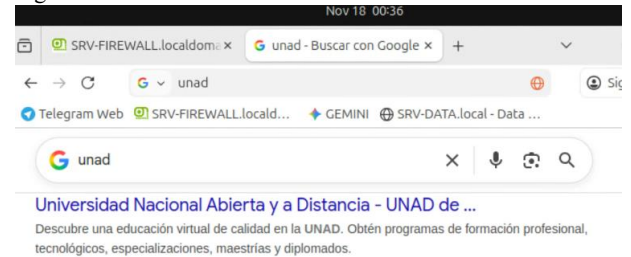 Nov 18 00:36
SRV-FIREWALL.localdoma
unad - Buscar con Google
unad
Telegram Web SRV-FIREWALL.locald... GEMINI SRV-DATA.local - Data ...
unad
Universidad Nacional Abierta y a Distancia - UNAD de ...
Descubre una educación virtual de calidad en la UNAD. Obtén programas de formación profesional,
tecnológicos, especializaciones, maestrías y diplomados.